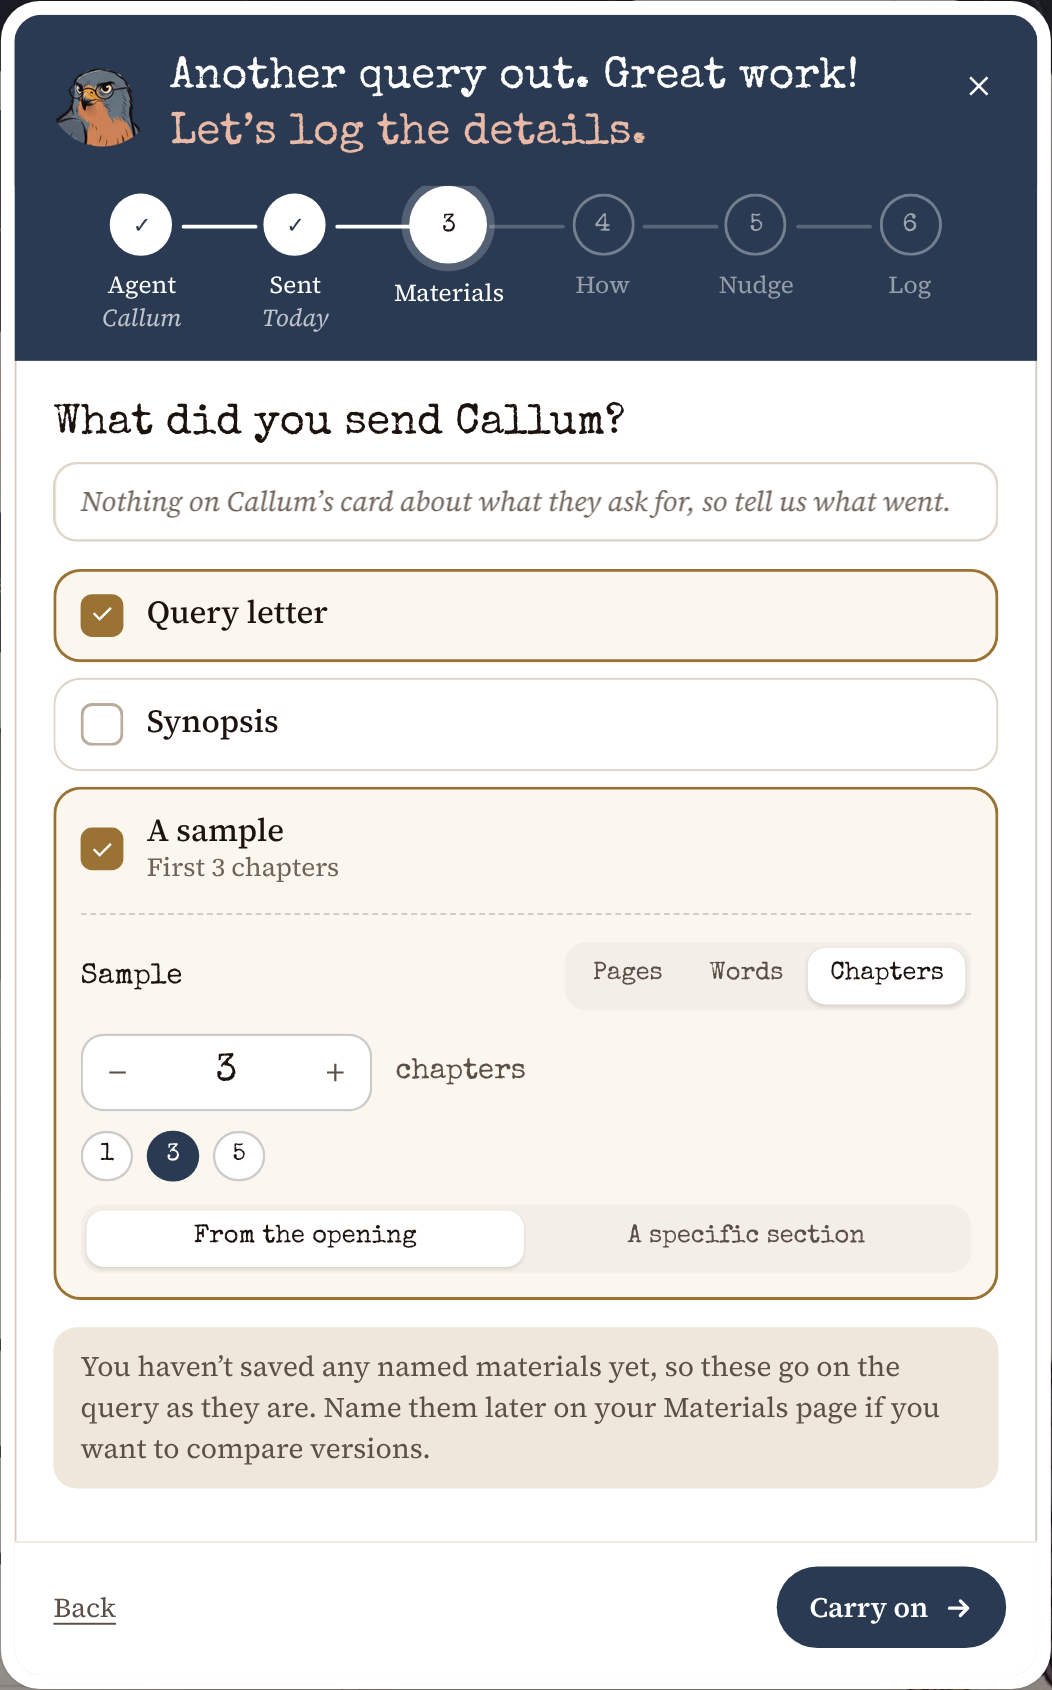 Another query out. Great work!
Let's log the details.
✓ ✓ 3 4 5 6
Agent Sent Materials How Nudge Log
Callum Today
What did you send Callum?
Nothing on Callum's card about what they ask for, so tell us what went.
Query letter
Synopsis
A sample
First 3 chapters
Sample Pages Words Chapters
− 3 + chapters
1 3 5
From the opening A specific section
You haven't saved any named materials yet, so these go on the
query as they are. Name them later on your Materials page if you
want to compare versions.
Back Carry on →